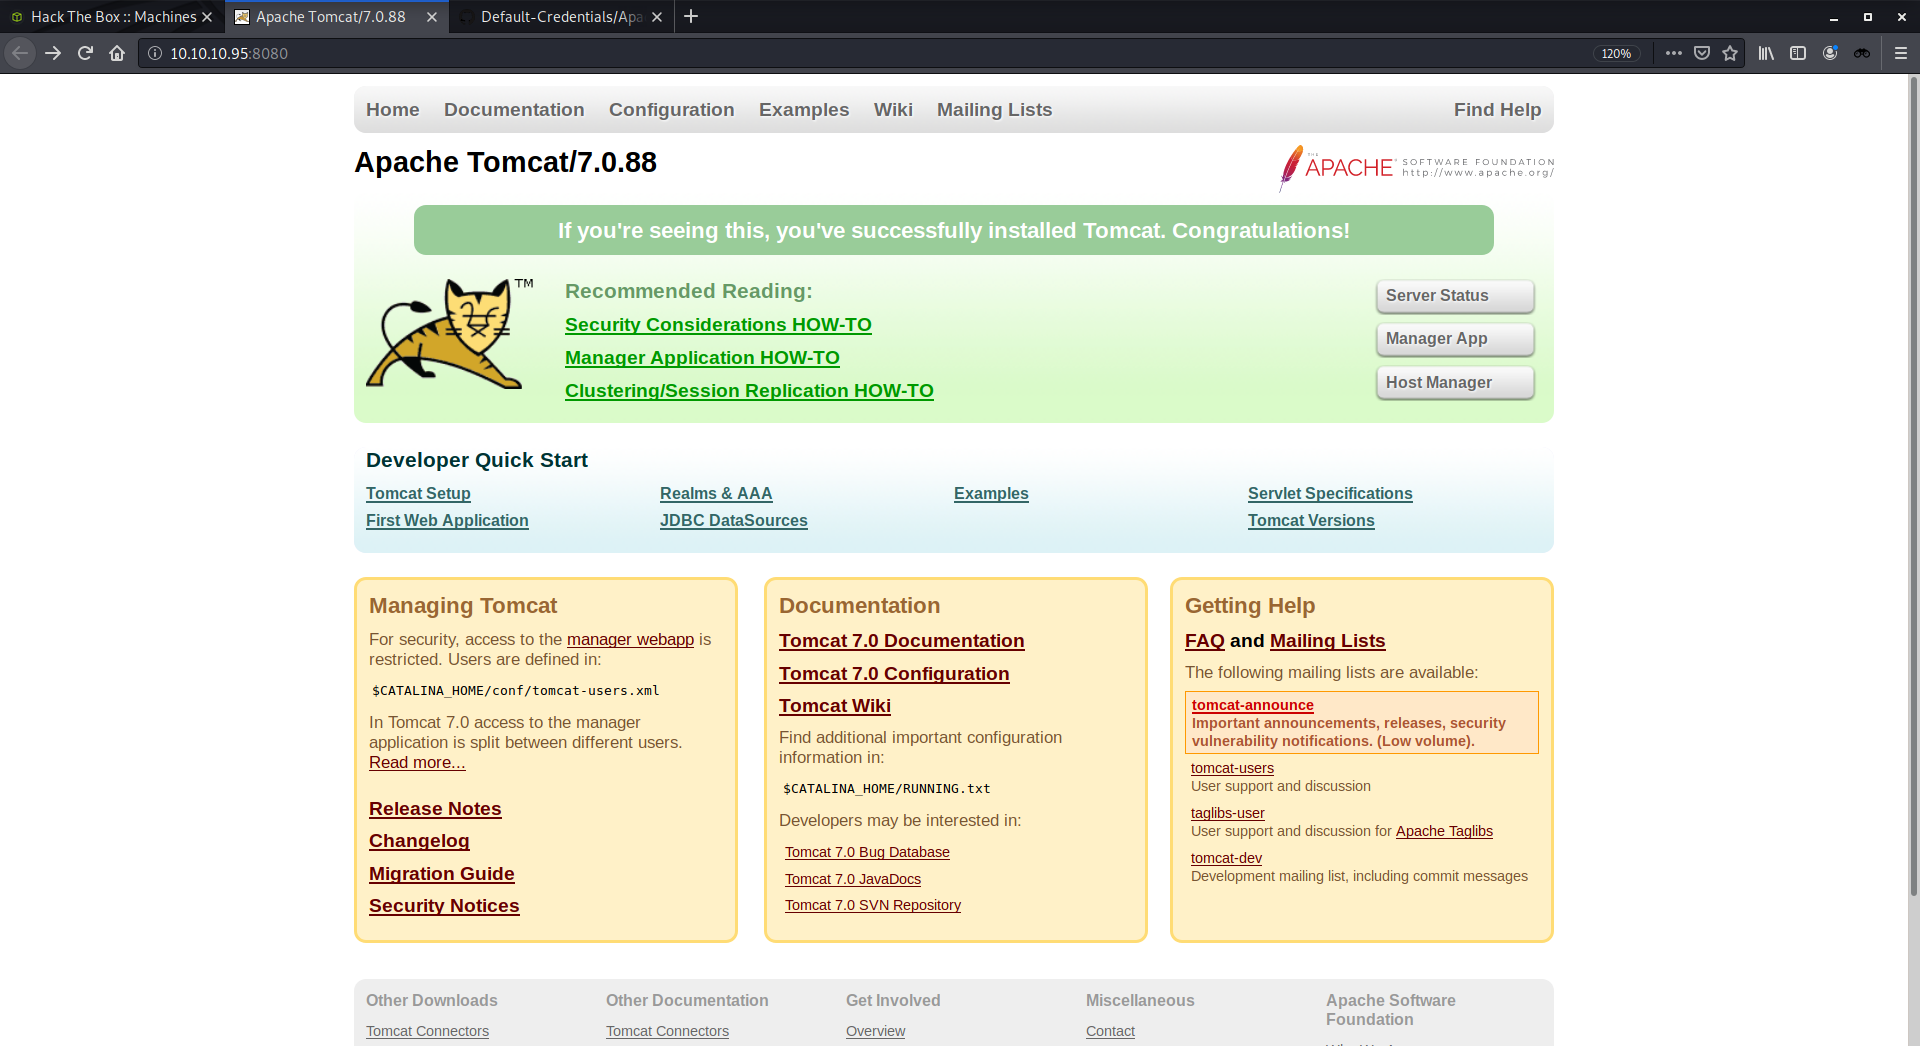 Hack The Box :: Machines
Apache Tomcat/7.0.88
Default-Credentials/Apa
10.10.10.95:8080
120%
Home Documentation Configuration Examples Wiki Mailing Lists Find Help
Apache Tomcat/7.0.88
THE APACHE SOFTWARE FOUNDATION
http://www.apache.org/
If you're seeing this, you've successfully installed Tomcat. Congratulations!
TM
Recommended Reading:
Security Considerations HOW-TO
Manager Application HOW-TO
Clustering/Session Replication HOW-TO
Server Status
Manager App
Host Manager
Developer Quick Start
Tomcat Setup
First Web Application
Realms & AAA
JDBC DataSources
Examples
Servlet Specifications
Tomcat Versions
Managing Tomcat
For security, access to the manager webapp is
restricted. Users are defined in:
$CATALINA_HOME/conf/tomcat-users.xml
In Tomcat 7.0 access to the manager
application is split between different users.
Read more...
Release Notes
Changelog
Migration Guide
Security Notices
Documentation
Tomcat 7.0 Documentation
Tomcat 7.0 Configuration
Tomcat Wiki
Find additional important configuration
information in:
$CATALINA_HOME/RUNNING.txt
Developers may be interested in:
Tomcat 7.0 Bug Database
Tomcat 7.0 JavaDocs
Tomcat 7.0 SVN Repository
Getting Help
FAQ and Mailing Lists
The following mailing lists are available:
tomcat-announce
Important announcements, releases, security
vulnerability notifications. (Low volume).
tomcat-users
User support and discussion
taglibs-user
User support and discussion for Apache Taglibs
tomcat-dev
Development mailing list, including commit messages
Other Downloads
Tomcat Connectors
Other Documentation
Tomcat Connectors
Get Involved
Overview
Miscellaneous
Contact
Apache Software
Foundation